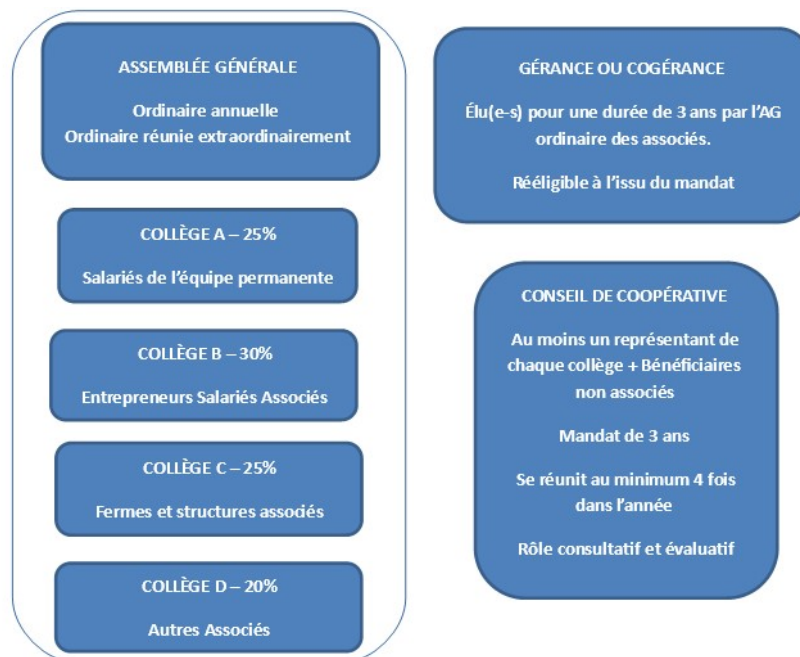 ASSEMBLÉE GÉNÉRALE
Ordinaire annuelle
Ordinaire réunie extraordinairement
COLLÈGE A – 25%
Salariés de l'équipe permanente
COLLÈGE B – 30%
Entrepreneurs Salariés Associés
COLLÈGE C – 25%
Fermes et structures associés
COLLÈGE D – 20%
Autres Associés
GÉRANCE OU COGÉRANCE
Élu(e-s) pour une durée de 3 ans par l'AG
ordinaire des associés.
Rééligible à l'issu du mandat
CONSEIL DE COOPÉRATIVE
Au moins un représentant de
chaque collège + Bénéficiaires
non associés
Mandat de 3 ans
Se réunit au minimum 4 fois
dans l'année
Rôle consultatif et évaluatif